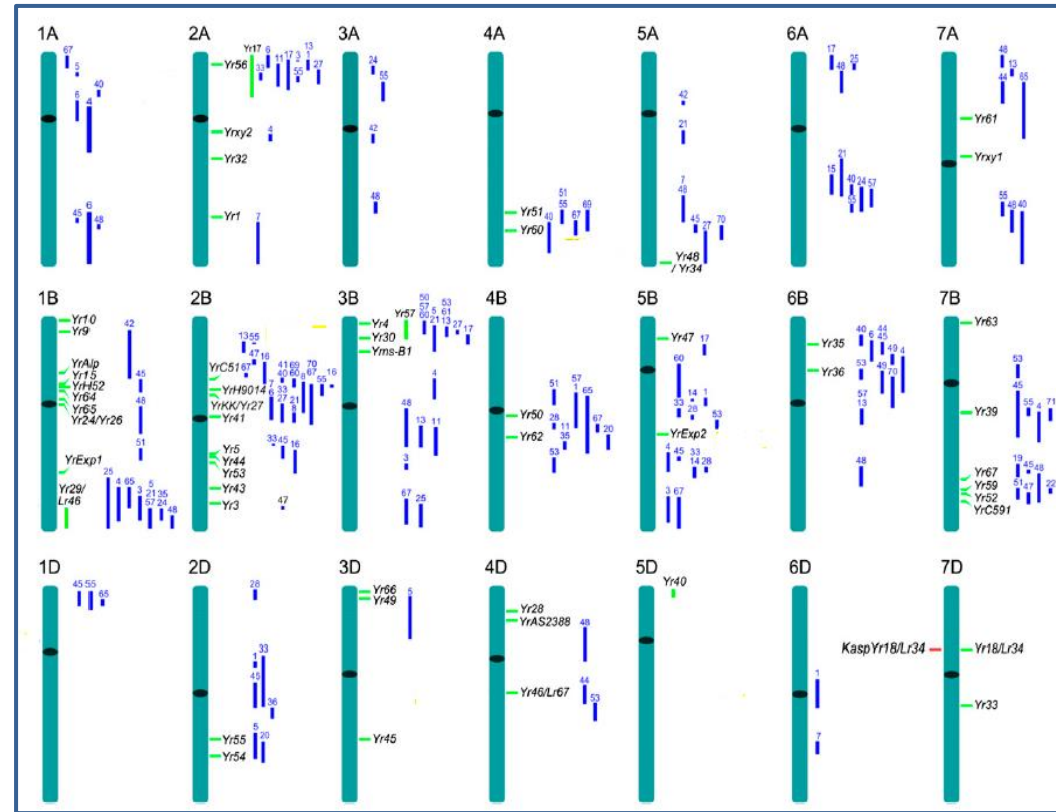 1A 2A 3A 4A 5A 6A 7A
67 5 40 6 4 45 6 48
Yr56 Yr17 33 6 11 17 3 2 55 13 1 27
Yrxy2 4
Yr32
Yr1 7
24 55 42 48
Yr51 51 55 69
Yr60 40 67
42 21 7 48 45 27 70
Yr48
/ Yr34
17 48 25 15 21 40 55 24 57
48 13 44 65
Yr61
Yrxy1
55 48 40
1B 2B 3B 4B 5B 6B 7B
Yr10
Yr9
42
YrAlp
Yr15
YrH52
Yr64
Yr65
Yr24/Yr26
45
48
51
YrExp1
Yr29/
Lr46
25 4 65 3 5 21 57 35 24 48
13 55 47 16
YrC51 67 41 40 69 60 70
YrH9014 7 6 33 27 21 8 8 67 55 16
YrKK/Yr27
Yr41
Yr5 33 45 16
Yr44
Yr53
Yr43
Yr3 47
Yr4 Yr57 50 57 60 5 21 53 61 13 27 17
Yr30
Yrns-B1
4
48 13 11
3
67 25
51 1 57 65
Yr50 28 67
Yr62 11 35 20
53
Yr47 17
60
14 1
33 28 53
YrExp2
4 45 33 14 28
3 67
Yr35 40 6 44 45 49 4
Yr36 53 49 70
57 13
48
Yr63
53
45
Yr39 55 4 71
Yr67 19 45 48
Yr59 51 47 22
Yr52
YrC591
1D 2D 3D 4D 5D 6D 7D
45 55 65
28
1 33
45
36
Yr55 5 20
Yr54
Yr66 5
Yr49
Yr45
Yr28
YrAS2388 48
Yr46/Lr67 44 53
Yr40
1
7
KaspYr18/Lr34 Yr18/Lr34
Yr33